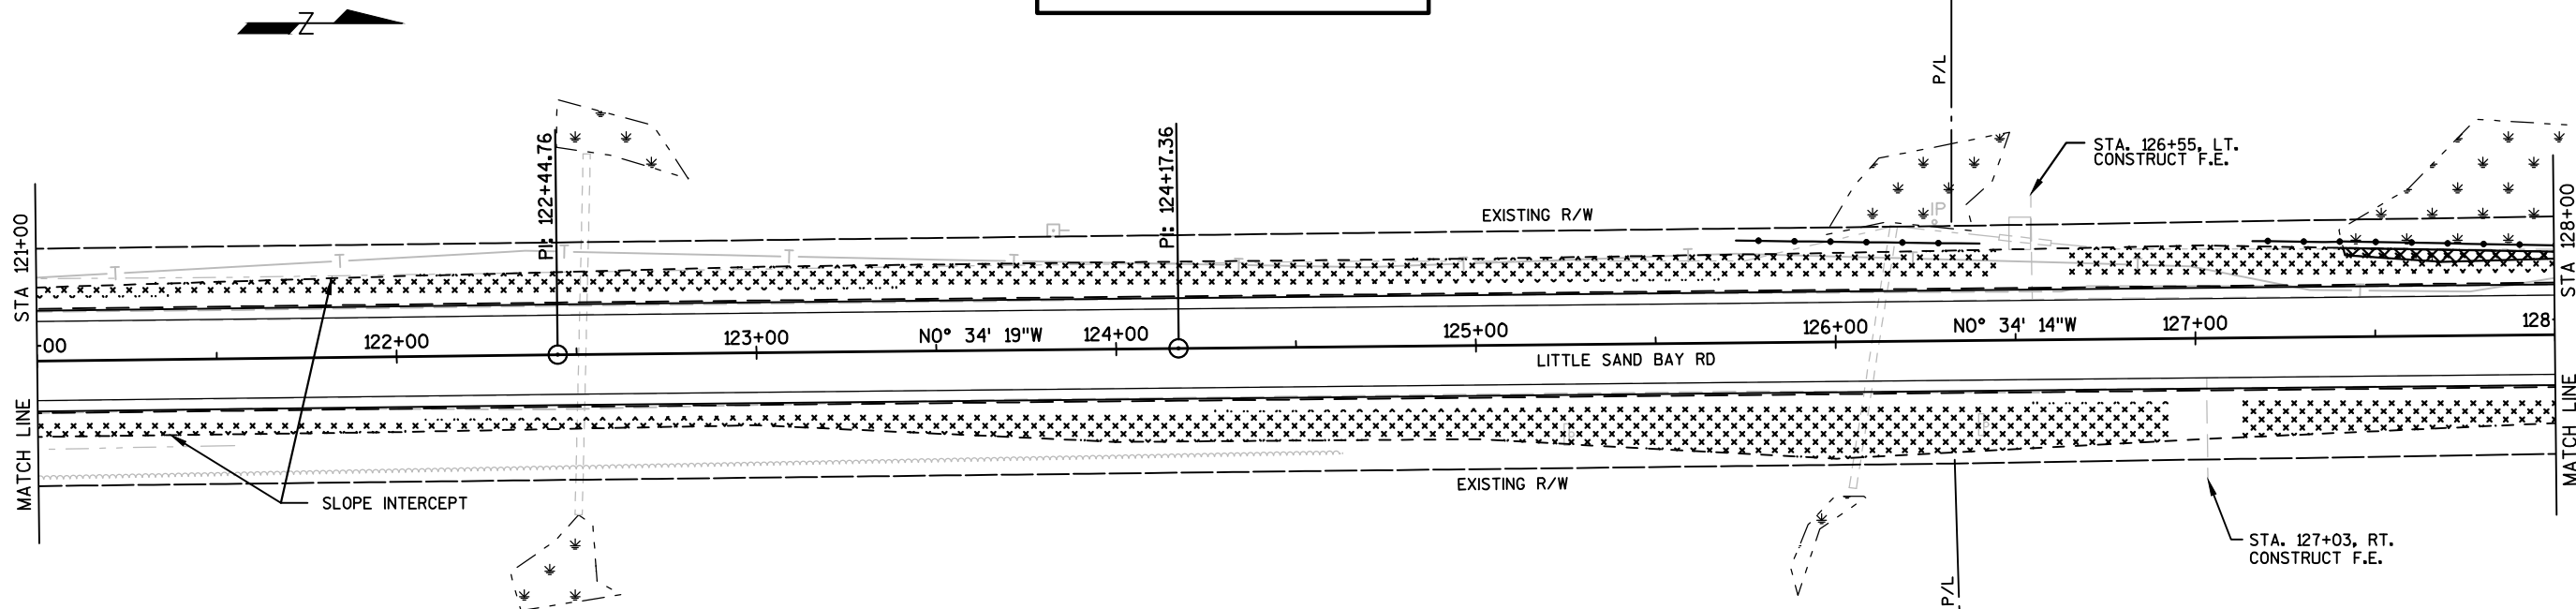 Z
P/L
PI: 122+44.76
PI: 124+17.36
STA. 126+55, LT.
CONSTRUCT F.E.
EXISTING R/W
IP
STA 121+00
STA 128+00
T T T T T T T T T T T
00
122+00
123+00
N0° 34' 19"W
124+00
125+00
126+00
N0° 34' 14"W
127+00
128
LITTLE SAND BAY RD
MATCH LINE
MATCH LINE
SLOPE INTERCEPT
EXISTING R/W
STA. 127+03, RT.
CONSTRUCT F.E.
P/L